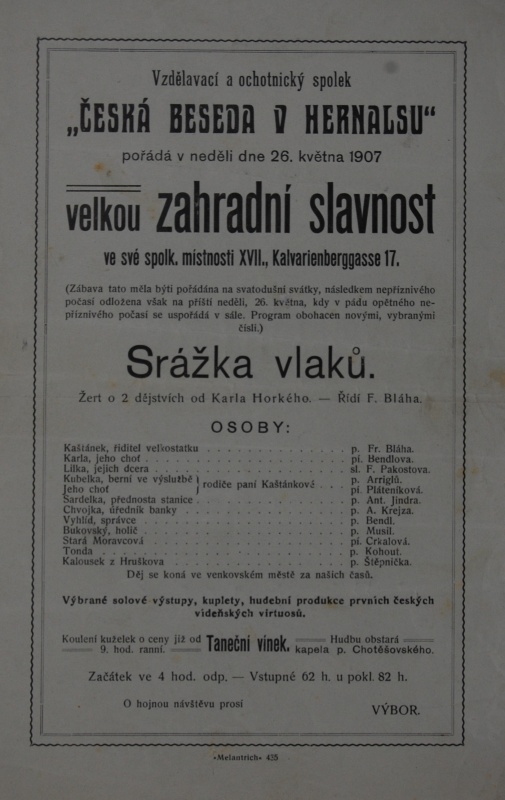 Vzdělavací a ochotnický spolek
„ČESKÁ BESEDA V HERNALSU“
pořádá v neděli dne 26. května 1907
velkou zahradní slavnost
ve své spolk. místnosti XVII., Kalvarienberggasse 17.
(Zábava tato měla býti pořádána na svatodušní svátky, následkem nepříznivého
počasí odložena však na příští neděli, 26. května, kdy v pádu opětného ne-
příznivého počasí se uspořádá v sále. Program obohacen novými, vybranými
čísli.)
Srážka vlaků.
Žert o 2 dějstvích od Karla Horkého. — Řídí F. Bláha.
OSOBY:
Kaštánek, řiditel velkostatku . . . . . . . . . . . . . . p. Fr. Bláha.
Karla, jeho choť . . . . . . . . . . . . . . pí. Bendlova.
Lilka, jejich dcera . . . . . . . . . . . . . . sl. F. Pakostova.
Kubelka, berní ve výslužbě } rodiče paní Kaštánkové . . . p. Arriglů.
Jeho choť } pí. Pláteníková.
Sardelka, přednosta stanice . . . . . . . . . . . . . . p. Ant. Jindra.
Chvojka, úředník banky . . . . . . . . . . . . . . p. A. Krejza.
Vyhlíd, správce . . . . . . . . . . . . . . p. Bendl.
Bukovský, holič . . . . . . . . . . . . . . p. Musil.
Stará Moravcová . . . . . . . . . . . . . . pí. Crkalová.
Tonda . . . . . . . . . . . . . . p. Kohout.
Kalousek z Hruškova . . . . . . . . . . . . . . p. Štěpnička.
Děj se koná ve venkovském městě za našich časů.
Výbrané solové výstupy, kuplety, hudební produkce prvních českých
vídeňských virtuosů.
Koulení kuželek o ceny již od 9. hod. ranní. Taneční vínek. Hudbu obstará kapela p. Chotěšovského.
Začátek ve 4 hod. odp. — Vstupné 62 h. u pokl. 82 h.
O hojnou návštěvu prosí
VÝBOR.
»Melantrich« 425